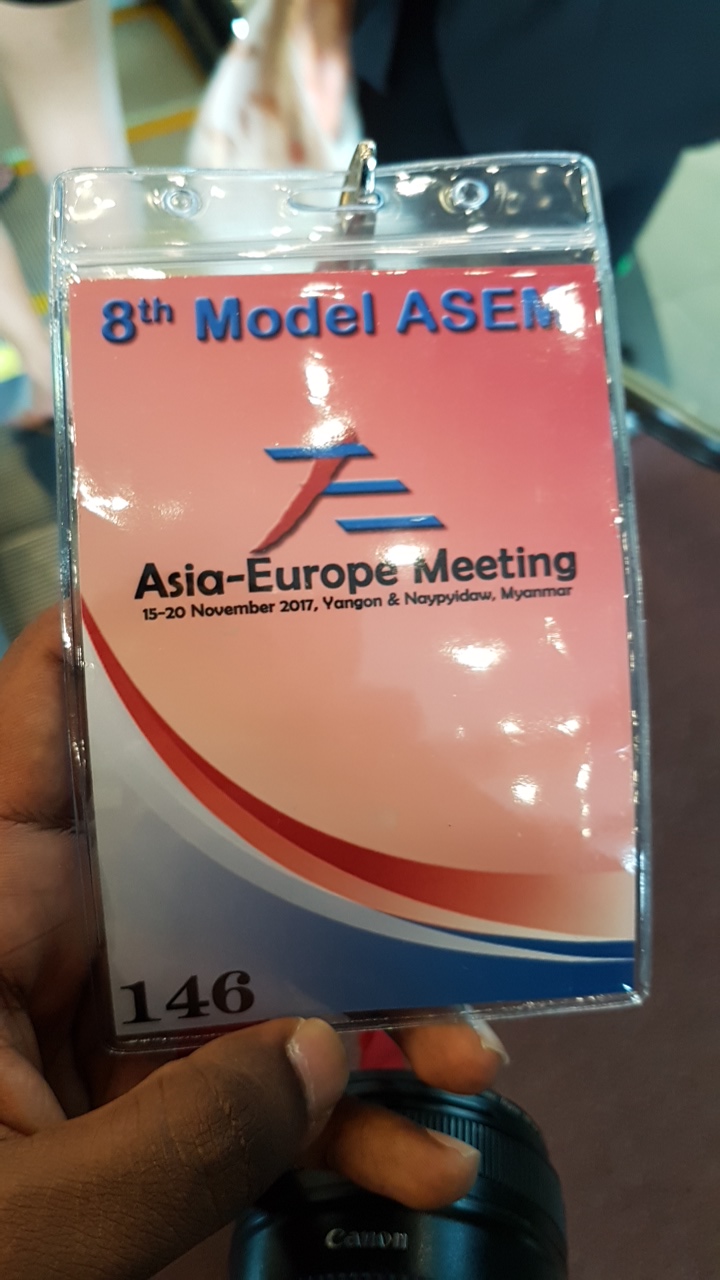 8th Model ASEM
Asia-Europe Meeting
15-20 November 2017, Yangon & Naypyidaw, Myanmar
146
Canon